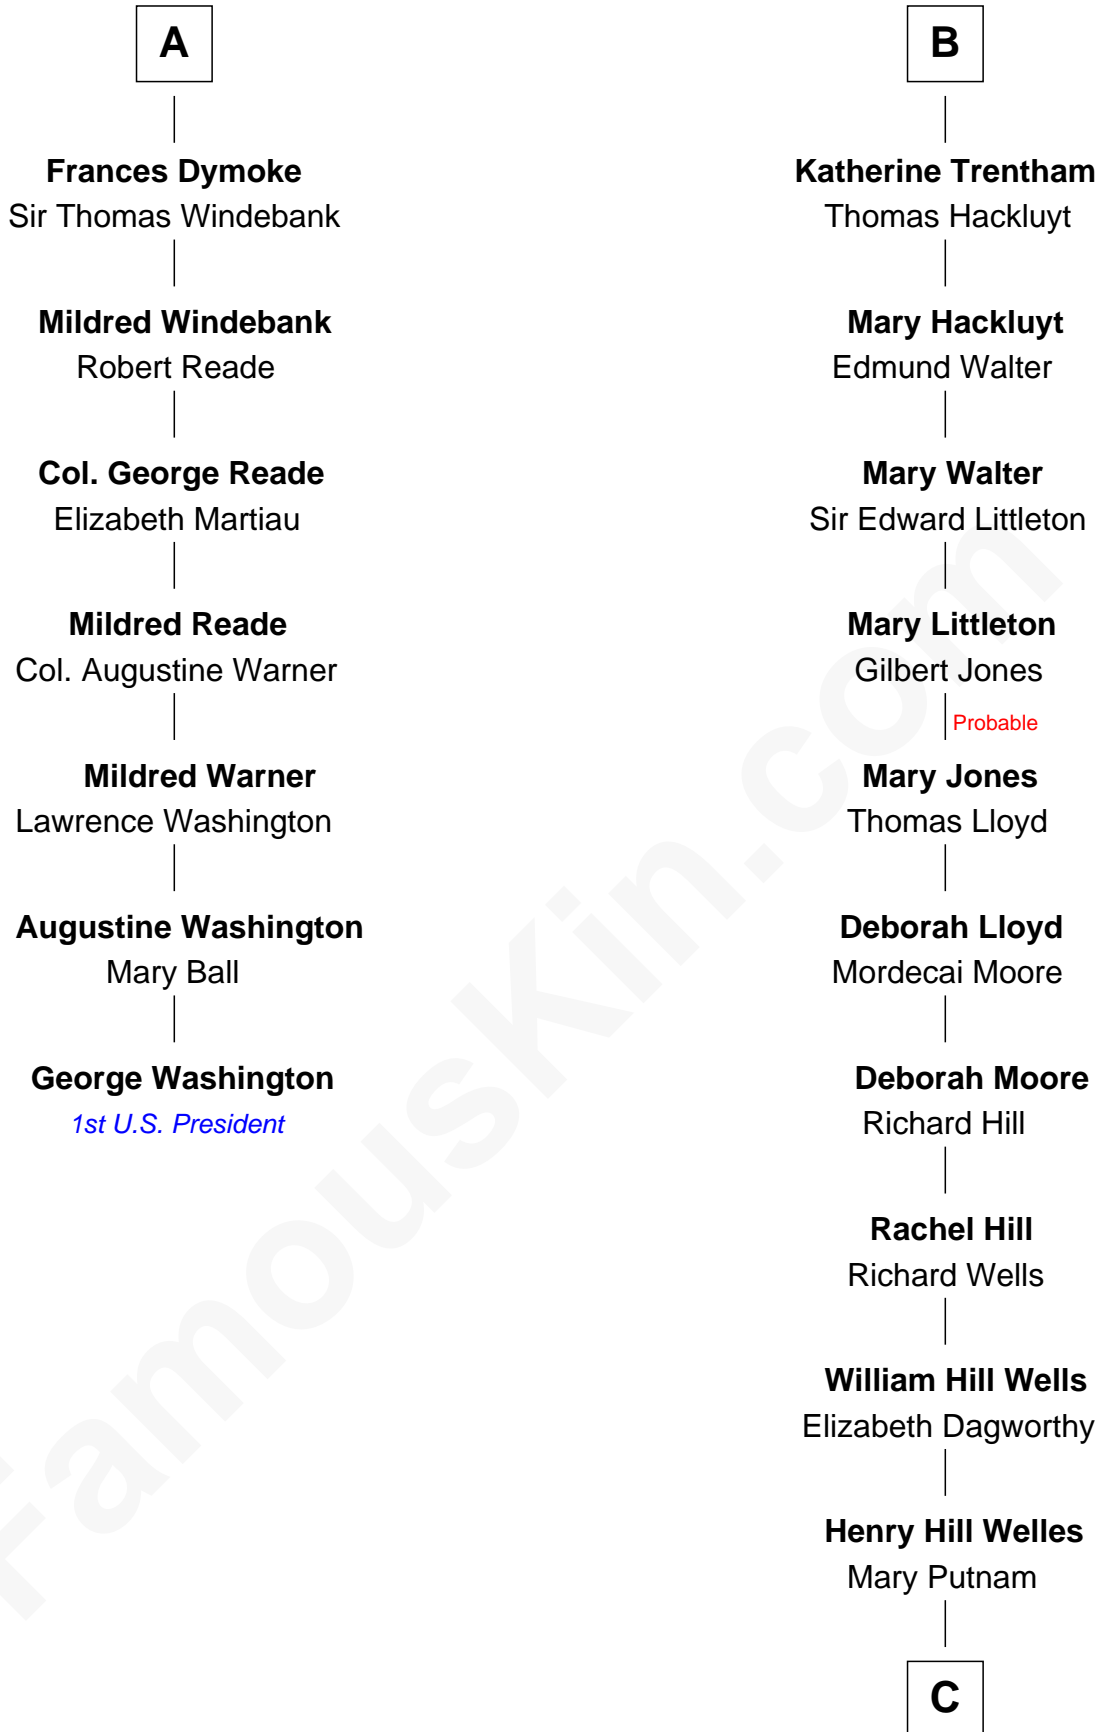 A
Frances Dymoke
Sir Thomas Windebank
Mildred Windebank
Robert Reade
Col. George Reade
Elizabeth Martiau
Mildred Reade
Col. Augustine Warner
Mildred Warner
Lawrence Washington
Augustine Washington
Mary Ball
George Washington
1st U.S. President
B
Katherine Trentham
Thomas Hackluyt
Mary Hackluyt
Edmund Walter
Mary Walter
Sir Edward Littleton
Mary Littleton
Gilbert Jones
Probable
Mary Jones
Thomas Lloyd
Deborah Lloyd
Mordecai Moore
Deborah Moore
Richard Hill
Rachel Hill
Richard Wells
William Hill Wells
Elizabeth Dagworthy
Henry Hill Welles
Mary Putnam
C
FamousKin.com